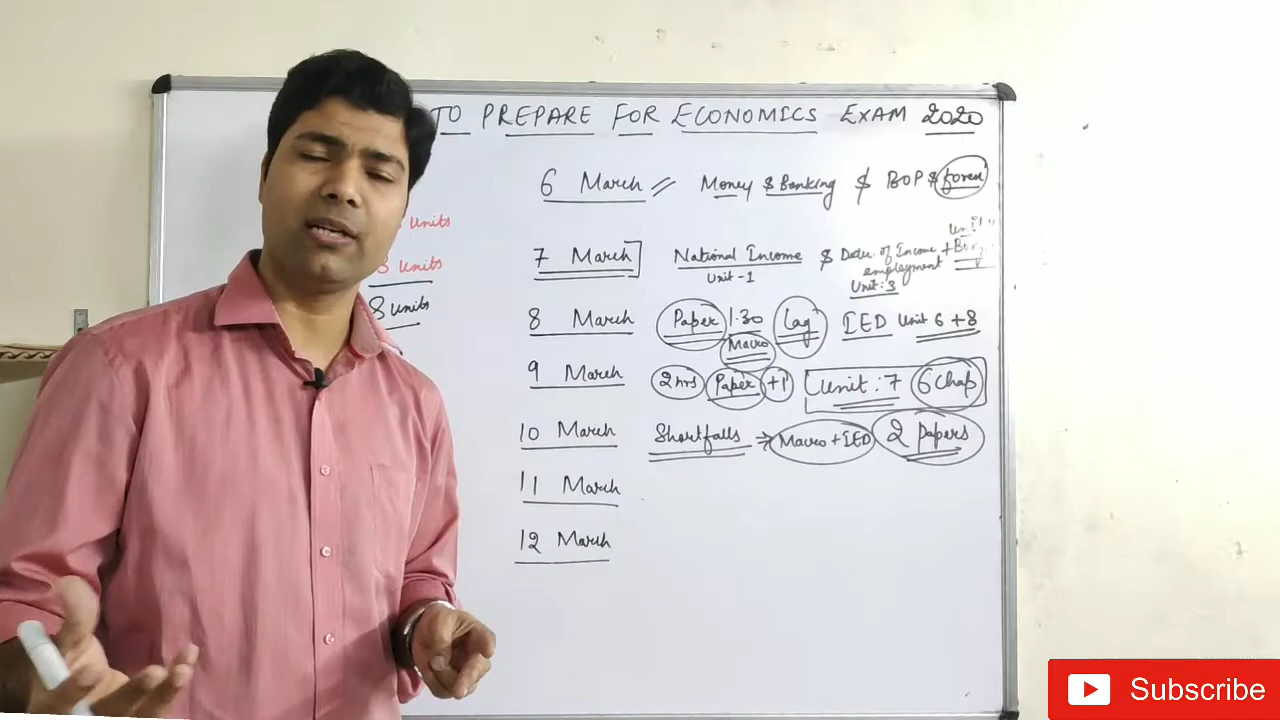 TO PREPARE FOR ECONOMICS EXAM 2020
6 March Money $ Banking $ BOP $ forex
Units
7 March National Income $ Deter. of Income +
Unit -1 employment
Unit: 3
8 Units
8 Units
8 March Paper 1:30 Lag IED Unit 6 + 8
Macro
9 March 2 hrs Paper +1 Unit: 7 6 Chap
10 March Shortfalls ⇒ Macro + IED 2 papers
11 March
12 March
Subscribe